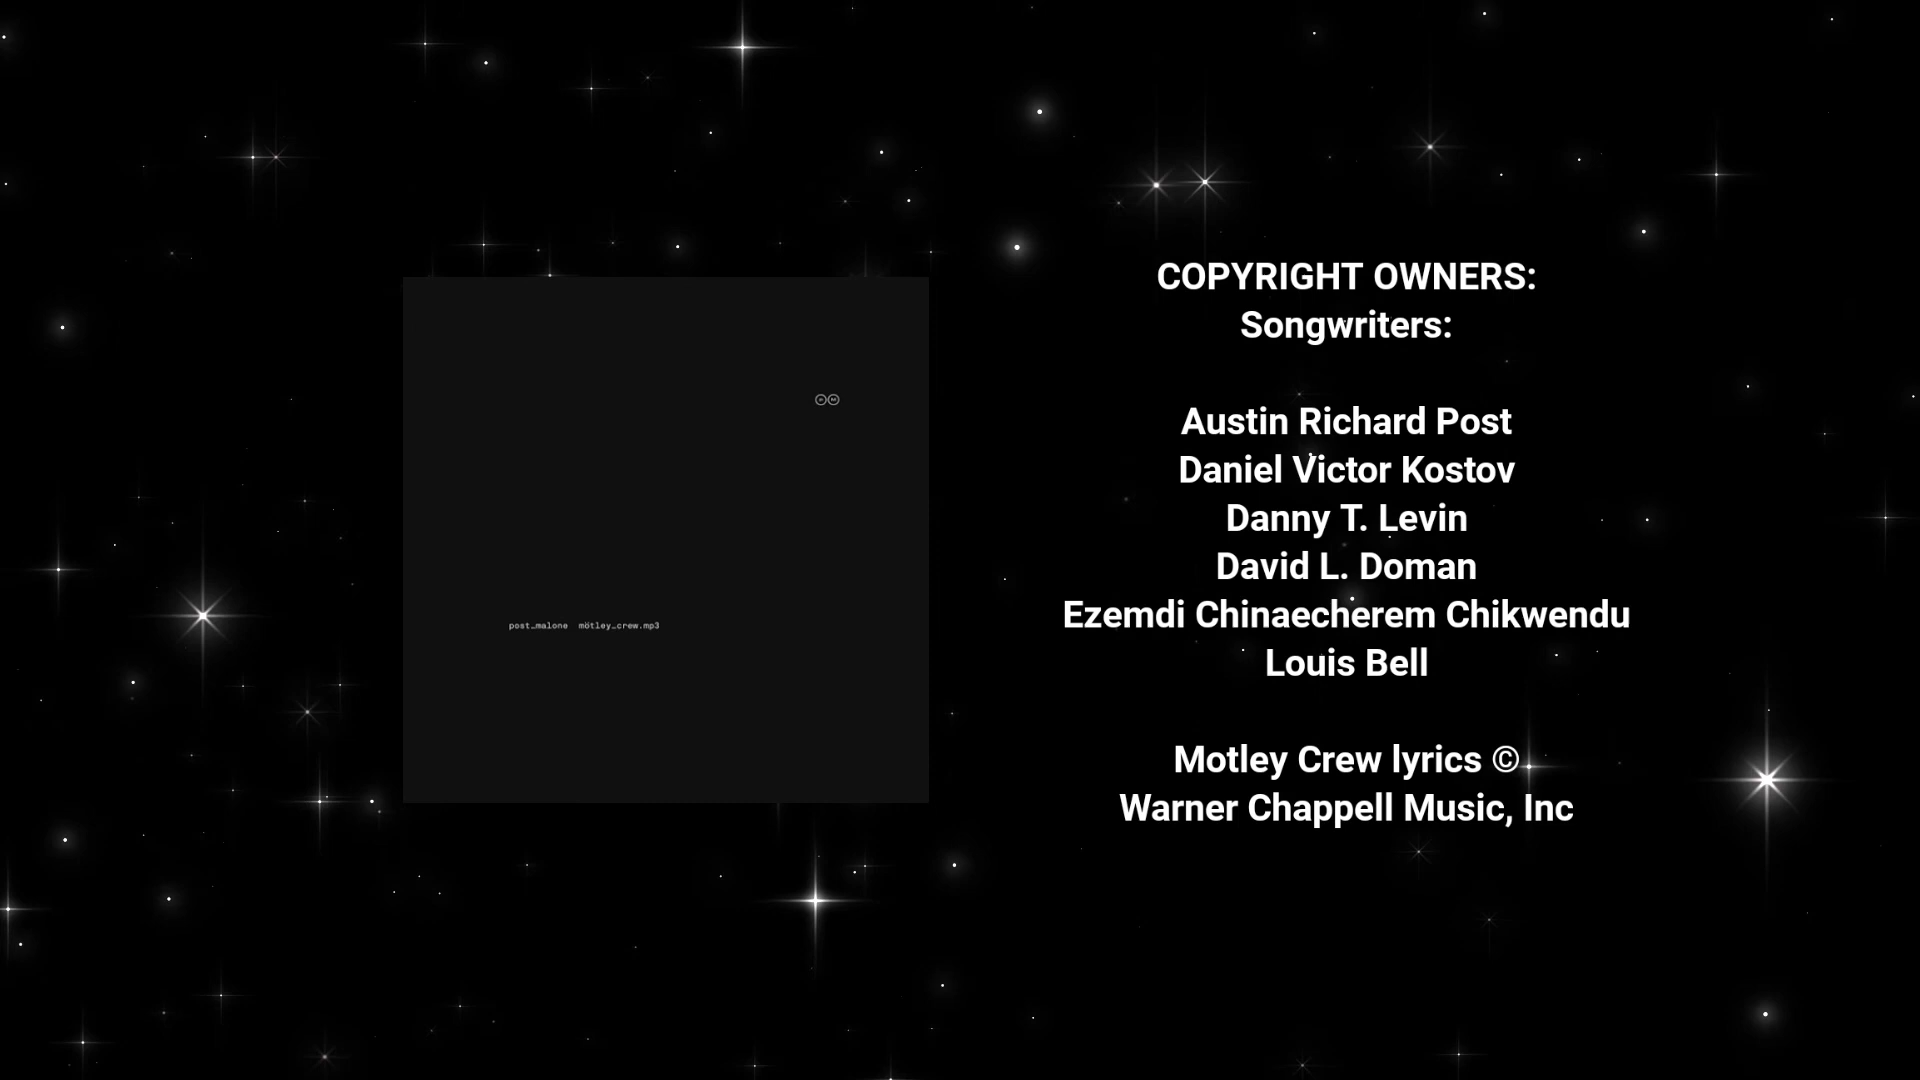 post_malone mötley_crew.mp3
COPYRIGHT OWNERS:
Songwriters:
Austin Richard Post
Daniel Victor Kostov
Danny T. Levin
David L. Doman
Ezemdi Chinaecherem Chikwendu
Louis Bell
Motley Crew lyrics ©
Warner Chappell Music, Inc